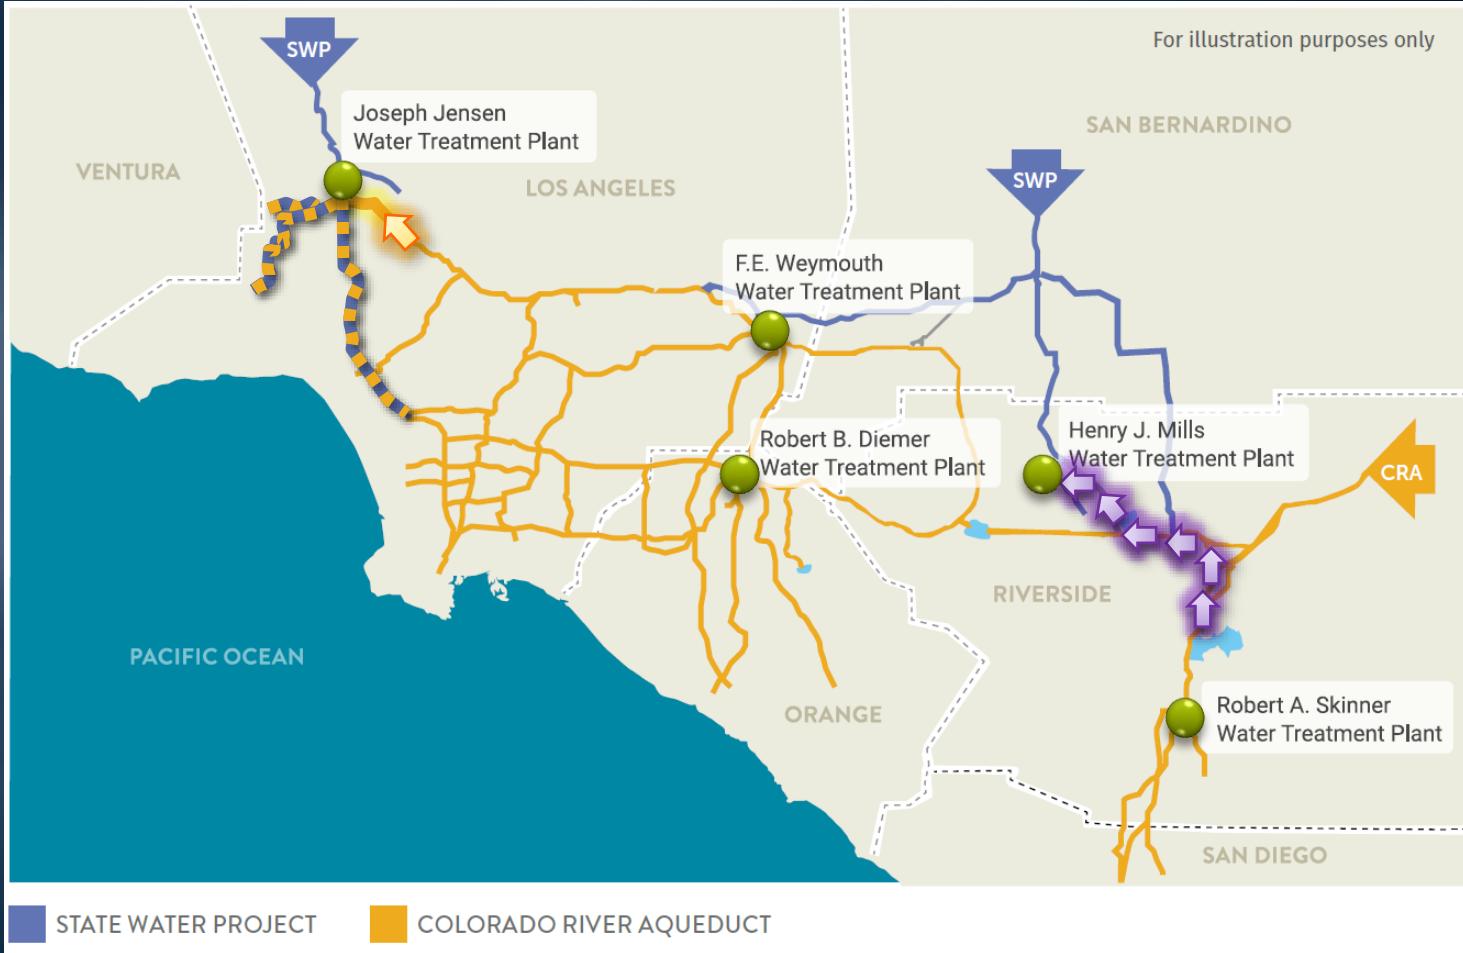 For illustration purposes only
SWP
Joseph Jensen
Water Treatment Plant
VENTURA
LOS ANGELES
SAN BERNARDINO
SWP
F.E. Weymouth
Water Treatment Plant
Robert B. Diemer
Water Treatment Plant
Henry J. Mills
Water Treatment Plant
CRA
RIVERSIDE
PACIFIC OCEAN
ORANGE
Robert A. Skinner
Water Treatment Plant
SAN DIEGO
STATE WATER PROJECT
COLORADO RIVER AQUEDUCT